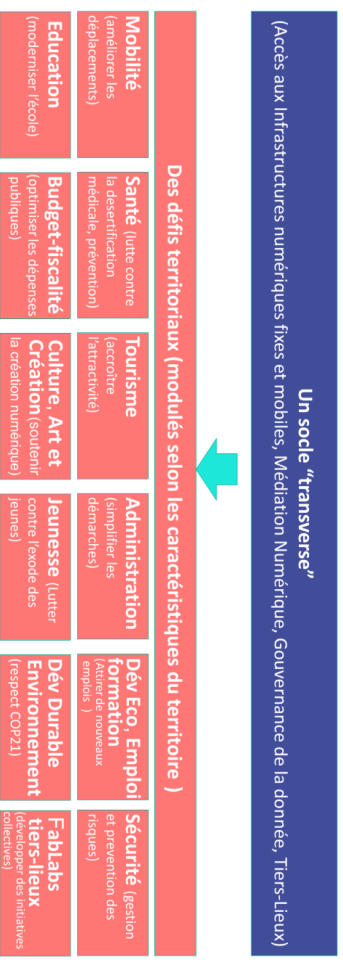 Un socle “transverse”
(Accès aux Infrastructures numériques fixes et mobiles, Médiation Numérique, Gouvernance de la donnée, Tiers-Lieux)
Des défis territoriaux (modulés selon les caractéristiques du territoire )
Mobilité
(améliorer les
déplacements)
Santé (lutte contre
la desertification
médicale, prévention)
Tourisme
(accroître
l'attractivité)
Administration
(simplifier les
démarches)
Dév Eco, Emploi
formation
(Attirer de nouveaux
emplois )
Sécurité (gestion
et prevention des
risques)
Education
(moderniser l'école)
Budget-fiscalité
(optimiser les dépenses
publiques)
Culture, Art et
Création (soutenir
la création numérique)
Jeunesse (Lutter
contre l'exode des
jeunes)
Dév Durable
Environnement
(respect COP21)
FabLabs
tiers-lieux
(développer des initiatives
collectives)